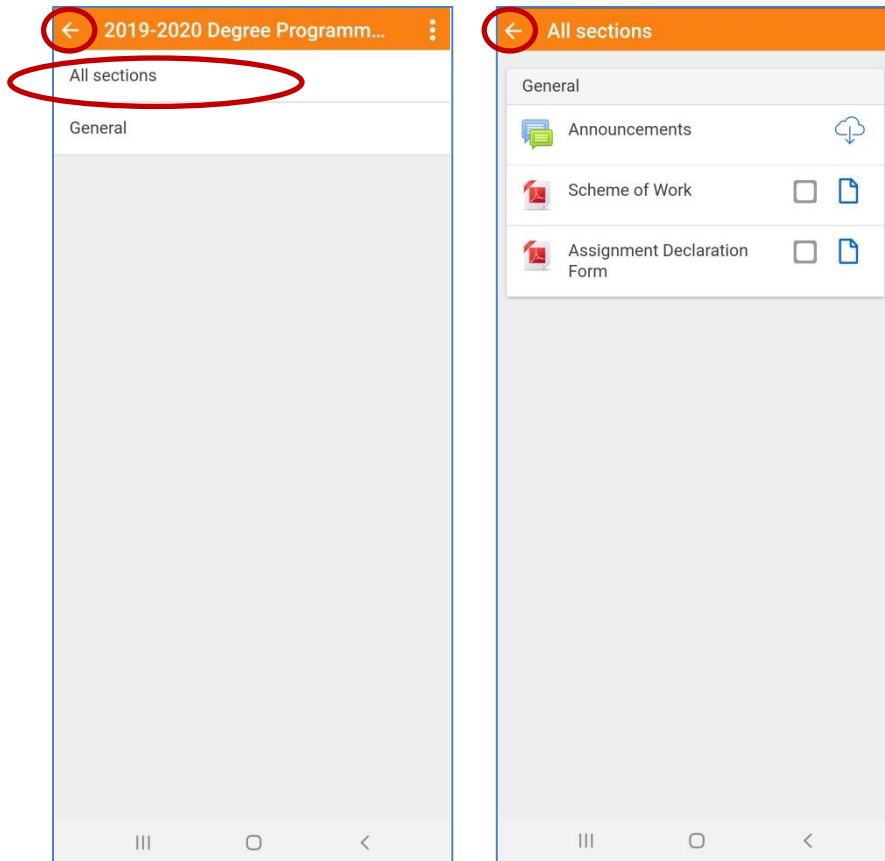 2019-2020 Degree Programm...
All sections
General
All sections
General
Announcements
Scheme of Work
Assignment Declaration
Form